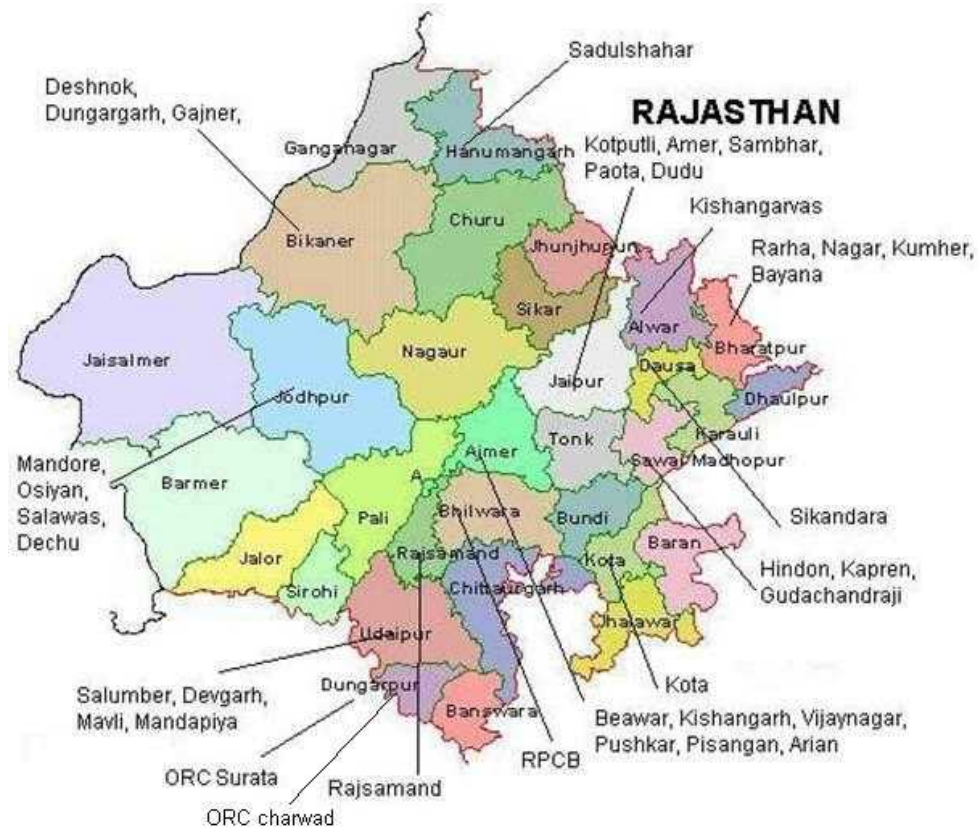 Sadulshahar
Deshnok,
Dungargarh, Gajner,
RAJASTHAN
Kotputli, Amer, Sambhar,
Paota, Dudu
Ganganagar
Hanumangarh
Kishangarvas
Churu
Bikaner
Jhunjhunun
Rarha, Nagar, Kumher,
Bayana
Sikar
Alwar
Jaisalmer
Nagaur
Bharatpur
Dausa
Jaipur
Jodhpur
Dhaulpur
Karauli
Tonk
Ajmer
Sawai Madhopur
Mandore,
Osiyan,
Salawas,
Dechu
A
Barmer
Pali
Bhilwara
Bundi
Sikandara
Baran
Jalor
Rajsamand
Kota
Hindon, Kapren,
Gudachandraji
Sirohi
Chittaurgarh
Jhalawar
Udaipur
Dungarpur
Kota
Salumber, Devgarh,
Mavli, Mandapiya
Banswara
Beawar, Kishangarh, Vijaynagar,
Pushkar, Pisangan, Arian
RPCB
ORC Surata
Rajsamand
ORC charwad